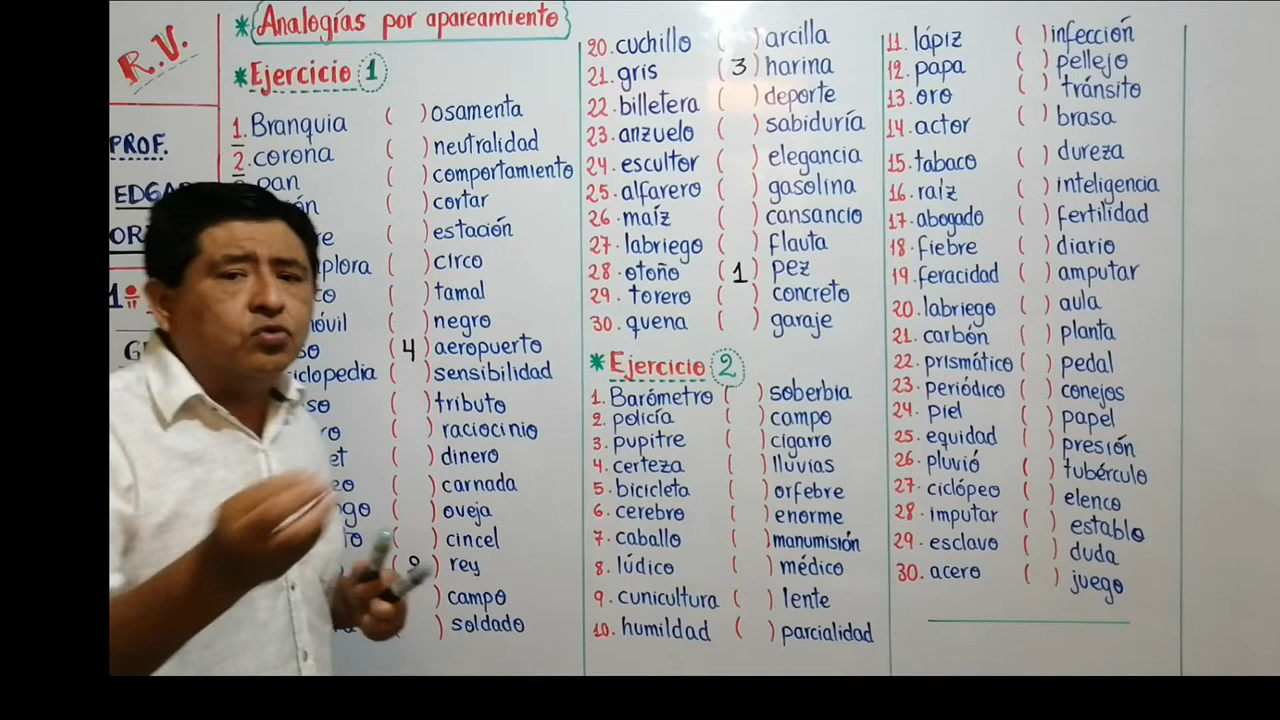 R.V.
PROF.
* Analogías por apareamiento
* Ejercicio 1
1. Branquia ( ) osamenta
2. corona ( ) neutralidad
pan ( ) comportamiento
( ) cortar
( ) estación
( ) circo
( ) tamal
( ) negro
(4) aeropuerto
( ) sensibilidad
( ) tributo
( ) raciocinio
( ) dinero
( ) carnada
( ) oveja
( ) cincel
rey
) campo
) soldado
20. cuchillo ( ) arcilla
21. gris (3) harina
22. billetera ( ) deporte
23. anzuelo ( ) sabiduría
24. escultor ( ) elegancia
25. alfarero ( ) gasolina
26. maíz ( ) cansancio
27. labriego ( ) flauta
28. otoño (1) pez
29. torero ( ) concreto
30. quena ( ) garaje
* Ejercicio 2
1. Barómetro ( ) soberbia
2. policía ( ) campo
3. pupitre ( ) cigarro
4. certeza ( ) lluvias
5. bicicleta ( ) orfebre
6. cerebro ( ) enorme
7. caballo ( ) manumisión
8. lúdico ( ) médico
9. cunicultura ( ) lente
10. humildad ( ) parcialidad
11. lápiz ( ) infección
12. papa ( ) pellejo
13. oro ( ) tránsito
14. actor ( ) brasa
15. tabaco ( ) dureza
16. raíz ( ) inteligencia
17. abogado ( ) fertilidad
18. fiebre ( ) diario
19. feracidad ( ) amputar
20. labriego ( ) aula
21. carbón ( ) planta
22. prismático ( ) pedal
23. periódico ( ) conejos
24. piel ( ) papel
25. equidad ( ) presión
26. pluvió ( ) tubérculo
27. ciclópeo ( ) elenco
28. imputar ( ) establo
29. esclavo ( ) duda
30. acero ( ) juego